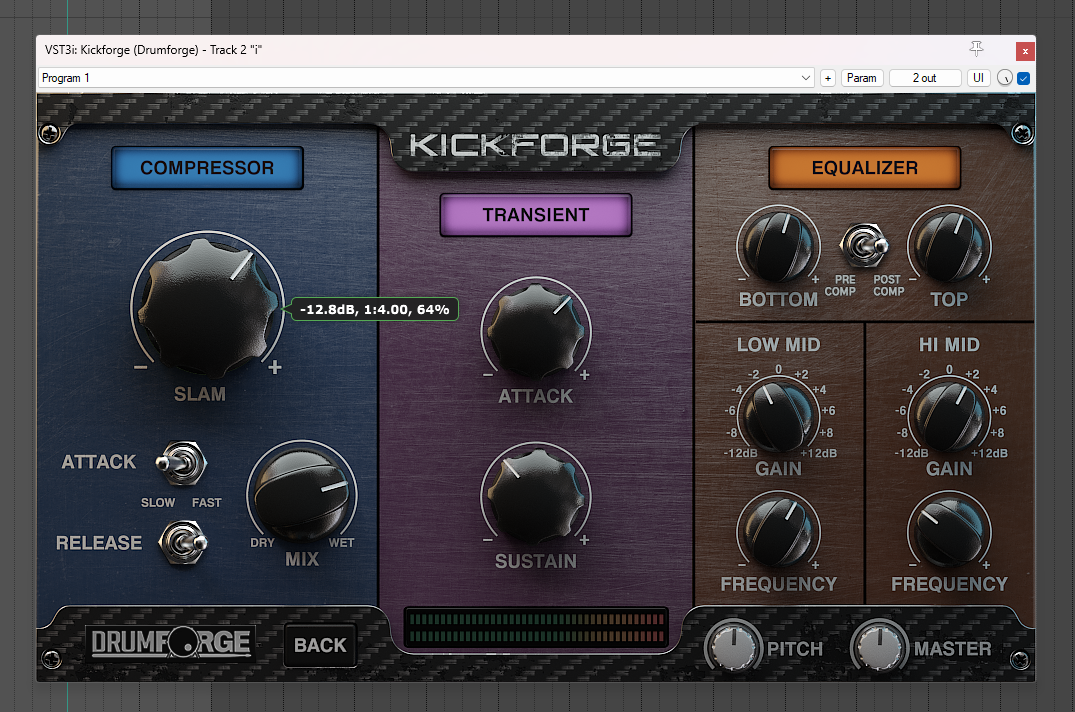 VST3i: Kickforge (Drumforge) - Track 2 "i"
x
Program 1
+
Param
2 out
UI
KICKFORGE
COMPRESSOR
-12.8dB, 1:4.00, 64%
− +
SLAM
ATTACK
SLOW FAST
RELEASE
DRY WET
MIX
TRANSIENT
− +
ATTACK
− +
SUSTAIN
EQUALIZER
− +
BOTTOM
PRE COMP
POST COMP
− +
TOP
LOW MID
-2 0 +2
-4 +4
-6 +6
-8 +8
-12dB +12dB
GAIN
− +
FREQUENCY
HI MID
-2 0 +2
-4 +4
-6 +6
-8 +8
-12dB +12dB
GAIN
− +
FREQUENCY
DRUMFORGE
BACK
PITCH
MASTER